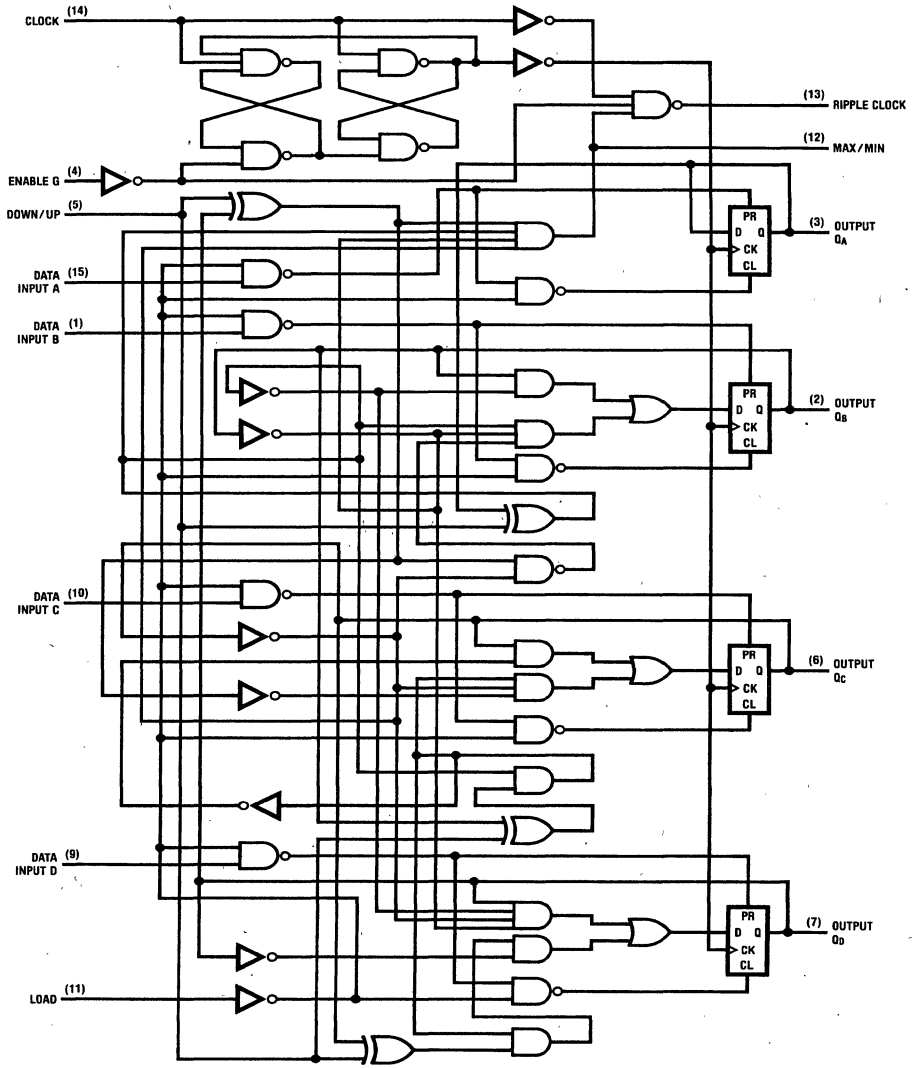 CLOCK (14)
(13) RIPPLE CLOCK
(12) MAX/MIN
ENABLE G (4)
DOWN/UP (5)
PR
D Q
CK
CL
(3) OUTPUT
QA
DATA (15)
INPUT A
DATA (1)
INPUT B
PR
D Q
CK
CL
(2) OUTPUT
QB
DATA (10)
INPUT C
PR
D Q
CK
CL
(6) OUTPUT
QC
DATA (9)
INPUT D
PR
D Q
CK
CL
(7) OUTPUT
QD
LOAD (11)